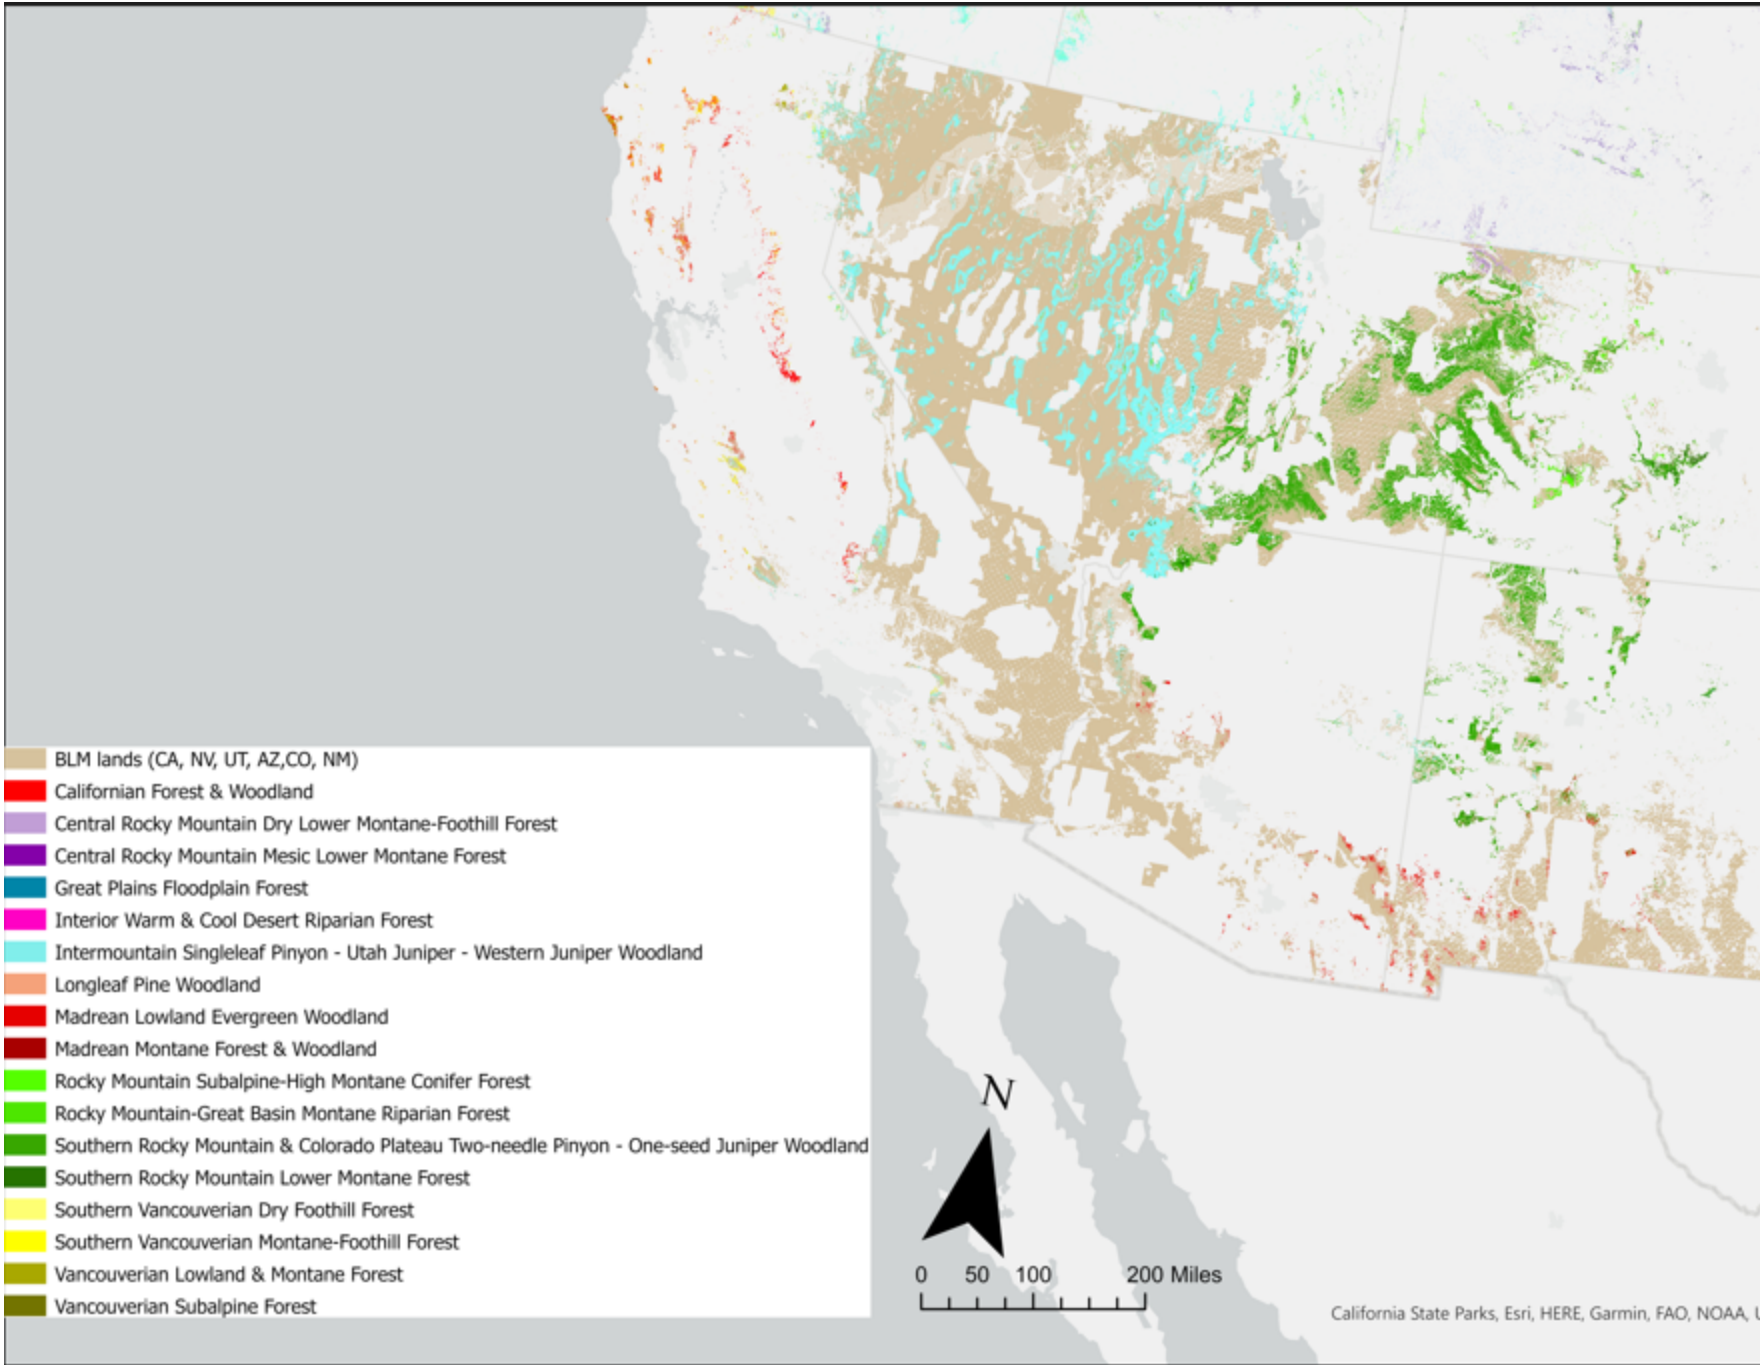 BLM lands (CA, NV, UT, AZ,CO, NM)
Californian Forest & Woodland
Central Rocky Mountain Dry Lower Montane-Foothill Forest
Central Rocky Mountain Mesic Lower Montane Forest
Great Plains Floodplain Forest
Interior Warm & Cool Desert Riparian Forest
Intermountain Singleleaf Pinyon - Utah Juniper - Western Juniper Woodland
Longleaf Pine Woodland
Madrean Lowland Evergreen Woodland
Madrean Montane Forest & Woodland
Rocky Mountain Subalpine-High Montane Conifer Forest
Rocky Mountain-Great Basin Montane Riparian Forest
Southern Rocky Mountain & Colorado Plateau Two-needle Pinyon - One-seed Juniper Woodland
Southern Rocky Mountain Lower Montane Forest
Southern Vancouverian Dry Foothill Forest
Southern Vancouverian Montane-Foothill Forest
Vancouverian Lowland & Montane Forest
Vancouverian Subalpine Forest
N
0 50 100 200 Miles
California State Parks, Esri, HERE, Garmin, FAO, NOAA,